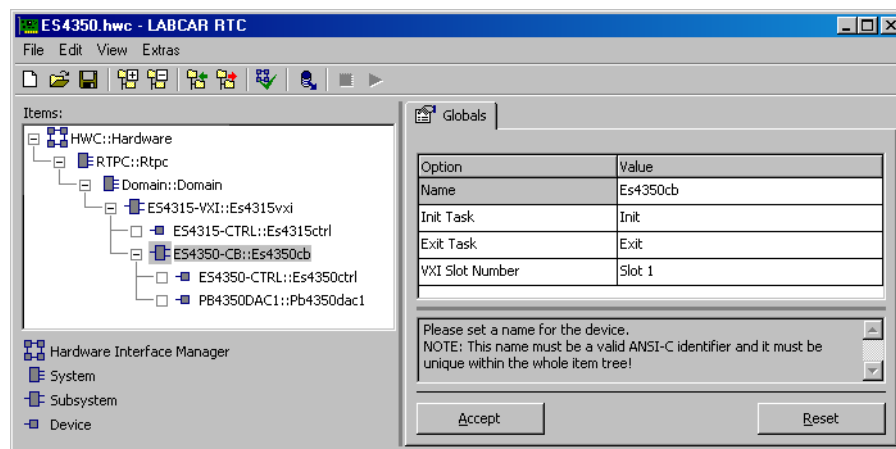 ES4350.hwc - LABCAR RTC
File Edit View Extras
Items:
HWC::Hardware
RTPC::Rtpc
Domain::Domain
ES4315-VXI::Es4315vxi
ES4315-CTRL::Es4315ctrl
ES4350-CB::Es4350cb
ES4350-CTRL::Es4350ctrl
PB4350DAC1::Pb4350dac1
Hardware Interface Manager
System
Subsystem
Device
Globals
Option Value
Name Es4350cb
Init Task Init
Exit Task Exit
VXI Slot Number Slot 1
Please set a name for the device.
NOTE: This name must be a valid ANSI-C identifier and it must be
unique within the whole item tree!
Accept Reset